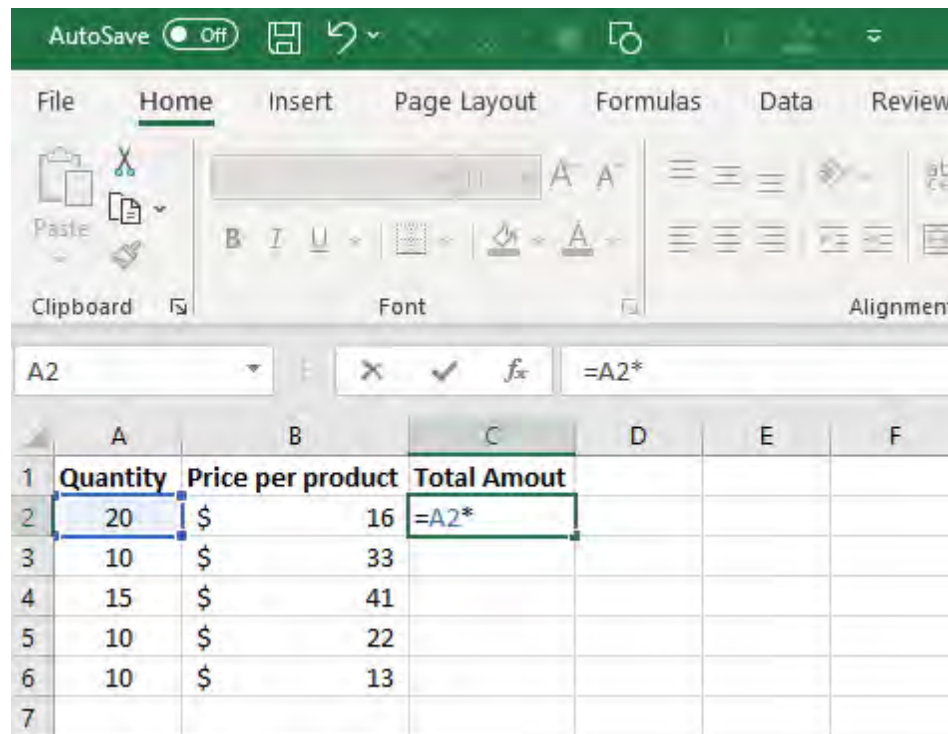 AutoSave Off
File Home Insert Page Layout Formulas Data Review
Paste
B I U A
Clipboard Font Alignmen
A2 fx =A2*
A B C D E F
1 Quantity Price per product Total Amout
2 20 $ 16 =A2*
3 10 $ 33
4 15 $ 41
5 10 $ 22
6 10 $ 13
7